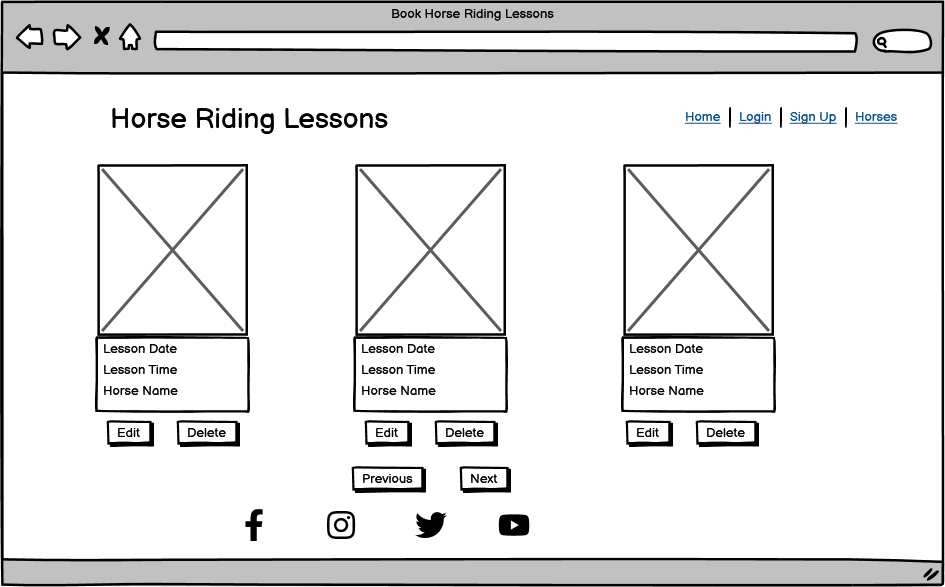 Book Horse Riding Lessons
Horse Riding Lessons
Home | Login | Sign Up | Horses
Lesson Date
Lesson Time
Horse Name
Edit Delete
Lesson Date
Lesson Time
Horse Name
Edit Delete
Lesson Date
Lesson Time
Horse Name
Edit Delete
Previous Next